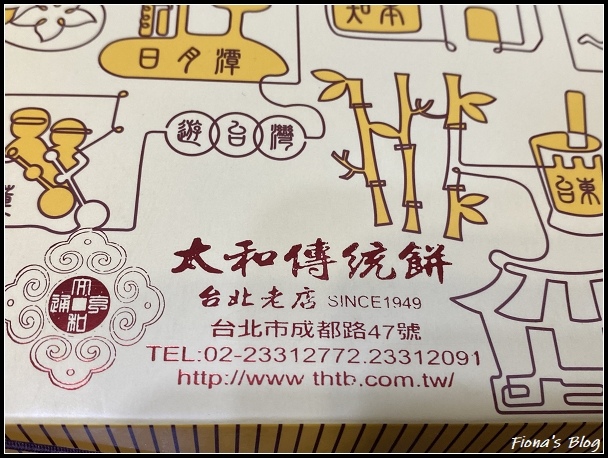 知本
日月潭
遊台灣
台東
太和傳統餅
台北老店 SINCE1949
台北市成都路47號
TEL:02-23312772.23312091
http://www.thtb.com.tw/
Fiona's Blog